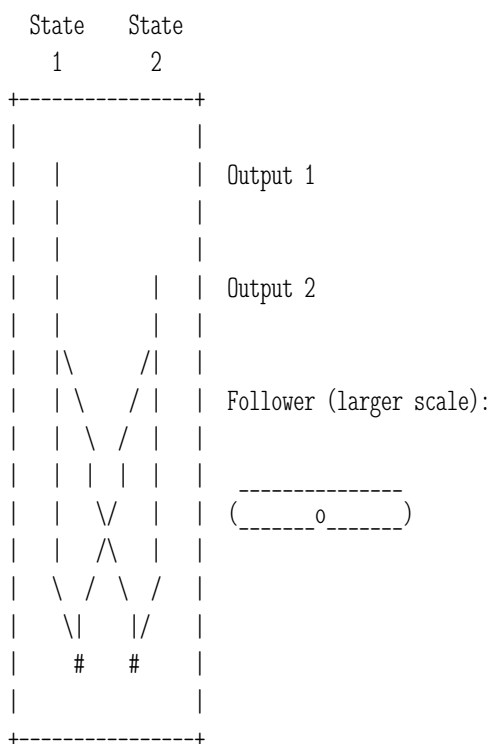 State State
1 2
Output 1
Output 2
Follower (larger scale):
o
# #